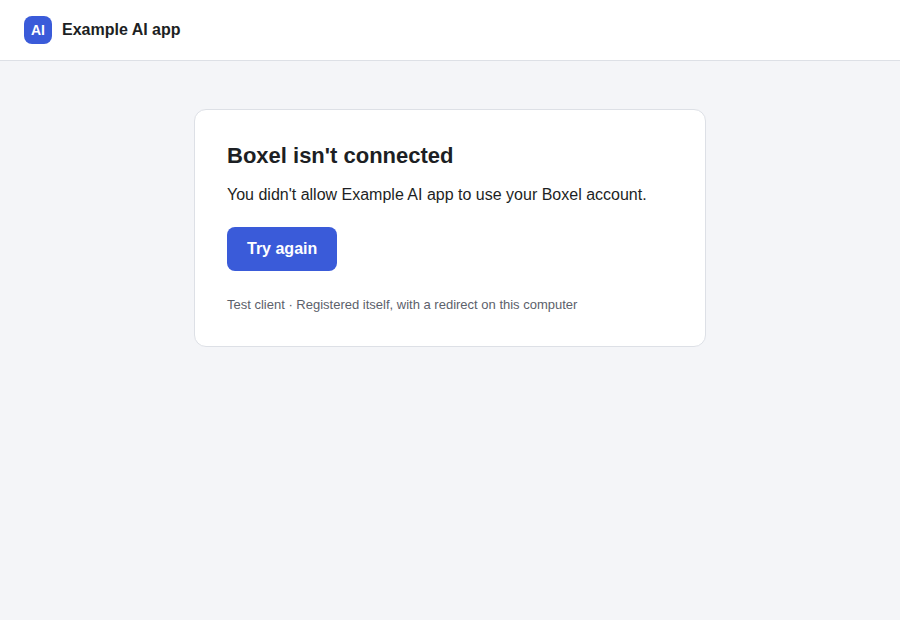 AI Example AI app
Boxel isn't connected
You didn't allow Example AI app to use your Boxel account.
Try again
Test client · Registered itself, with a redirect on this computer